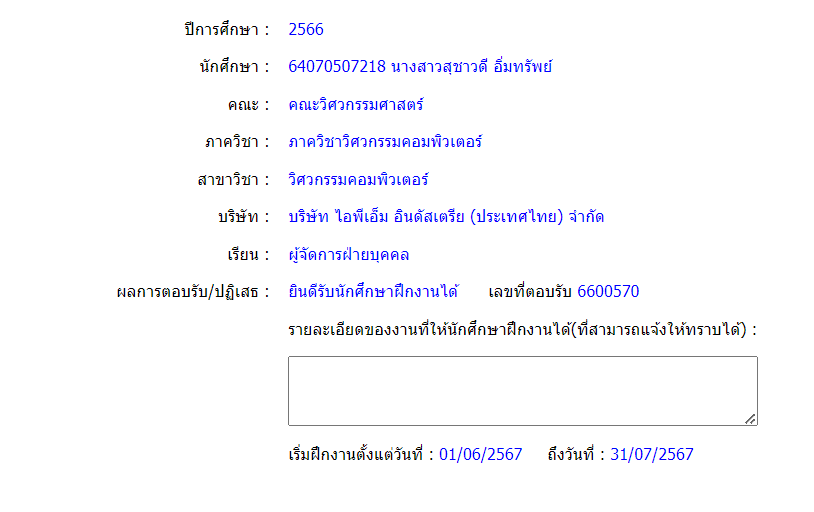 ปีการศึกษา : 2566
นักศึกษา : 64070507218 นางสาวสุชาวดี อิ่มทรัพย์
คณะ : คณะวิศวกรรมศาสตร์
ภาควิชา : ภาควิชาวิศวกรรมคอมพิวเตอร์
สาขาวิชา : วิศวกรรมคอมพิวเตอร์
บริษัท : บริษัท ไอพีเอ็ม อินดัสเตรีย (ประเทศไทย) จำกัด
เรียน : ผู้จัดการฝ่ายบุคคล
ผลการตอบรับ/ปฏิเสธ : ยินดีรับนักศึกษาฝึกงานได้ เลขที่ตอบรับ 6600570
รายละเอียดของงานที่ให้นักศึกษาฝึกงานได้(ที่สามารถแจ้งให้ทราบได้) :
เริ่มฝึกงานตั้งแต่วันที่ : 01/06/2567 ถึงวันที่ : 31/07/2567